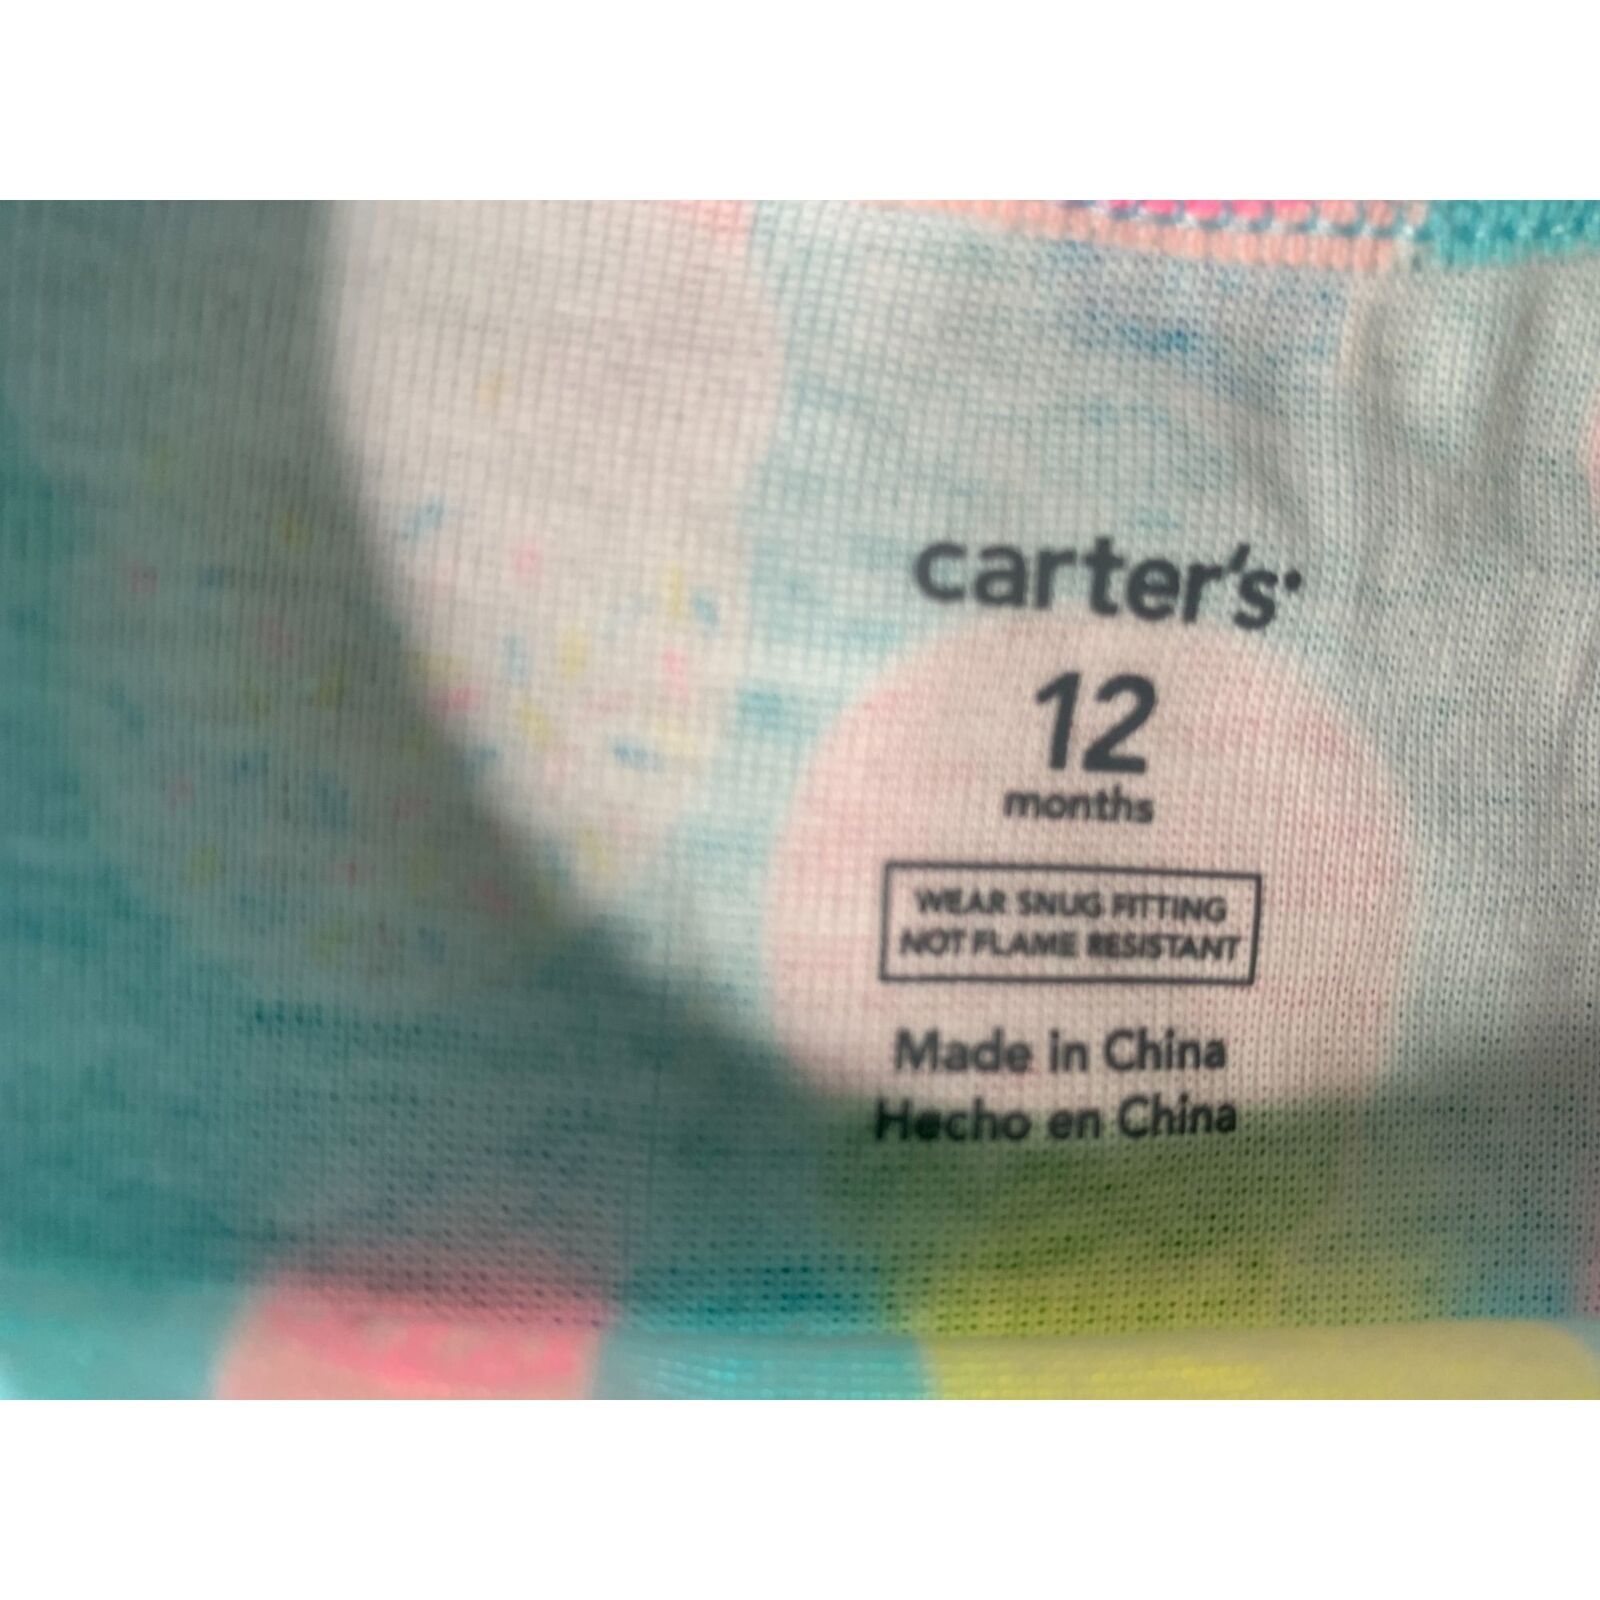 carter's
12
months
WEAR SNUG FITTING
NOT FLAME RESISTANT
Made in China
Hecho en China